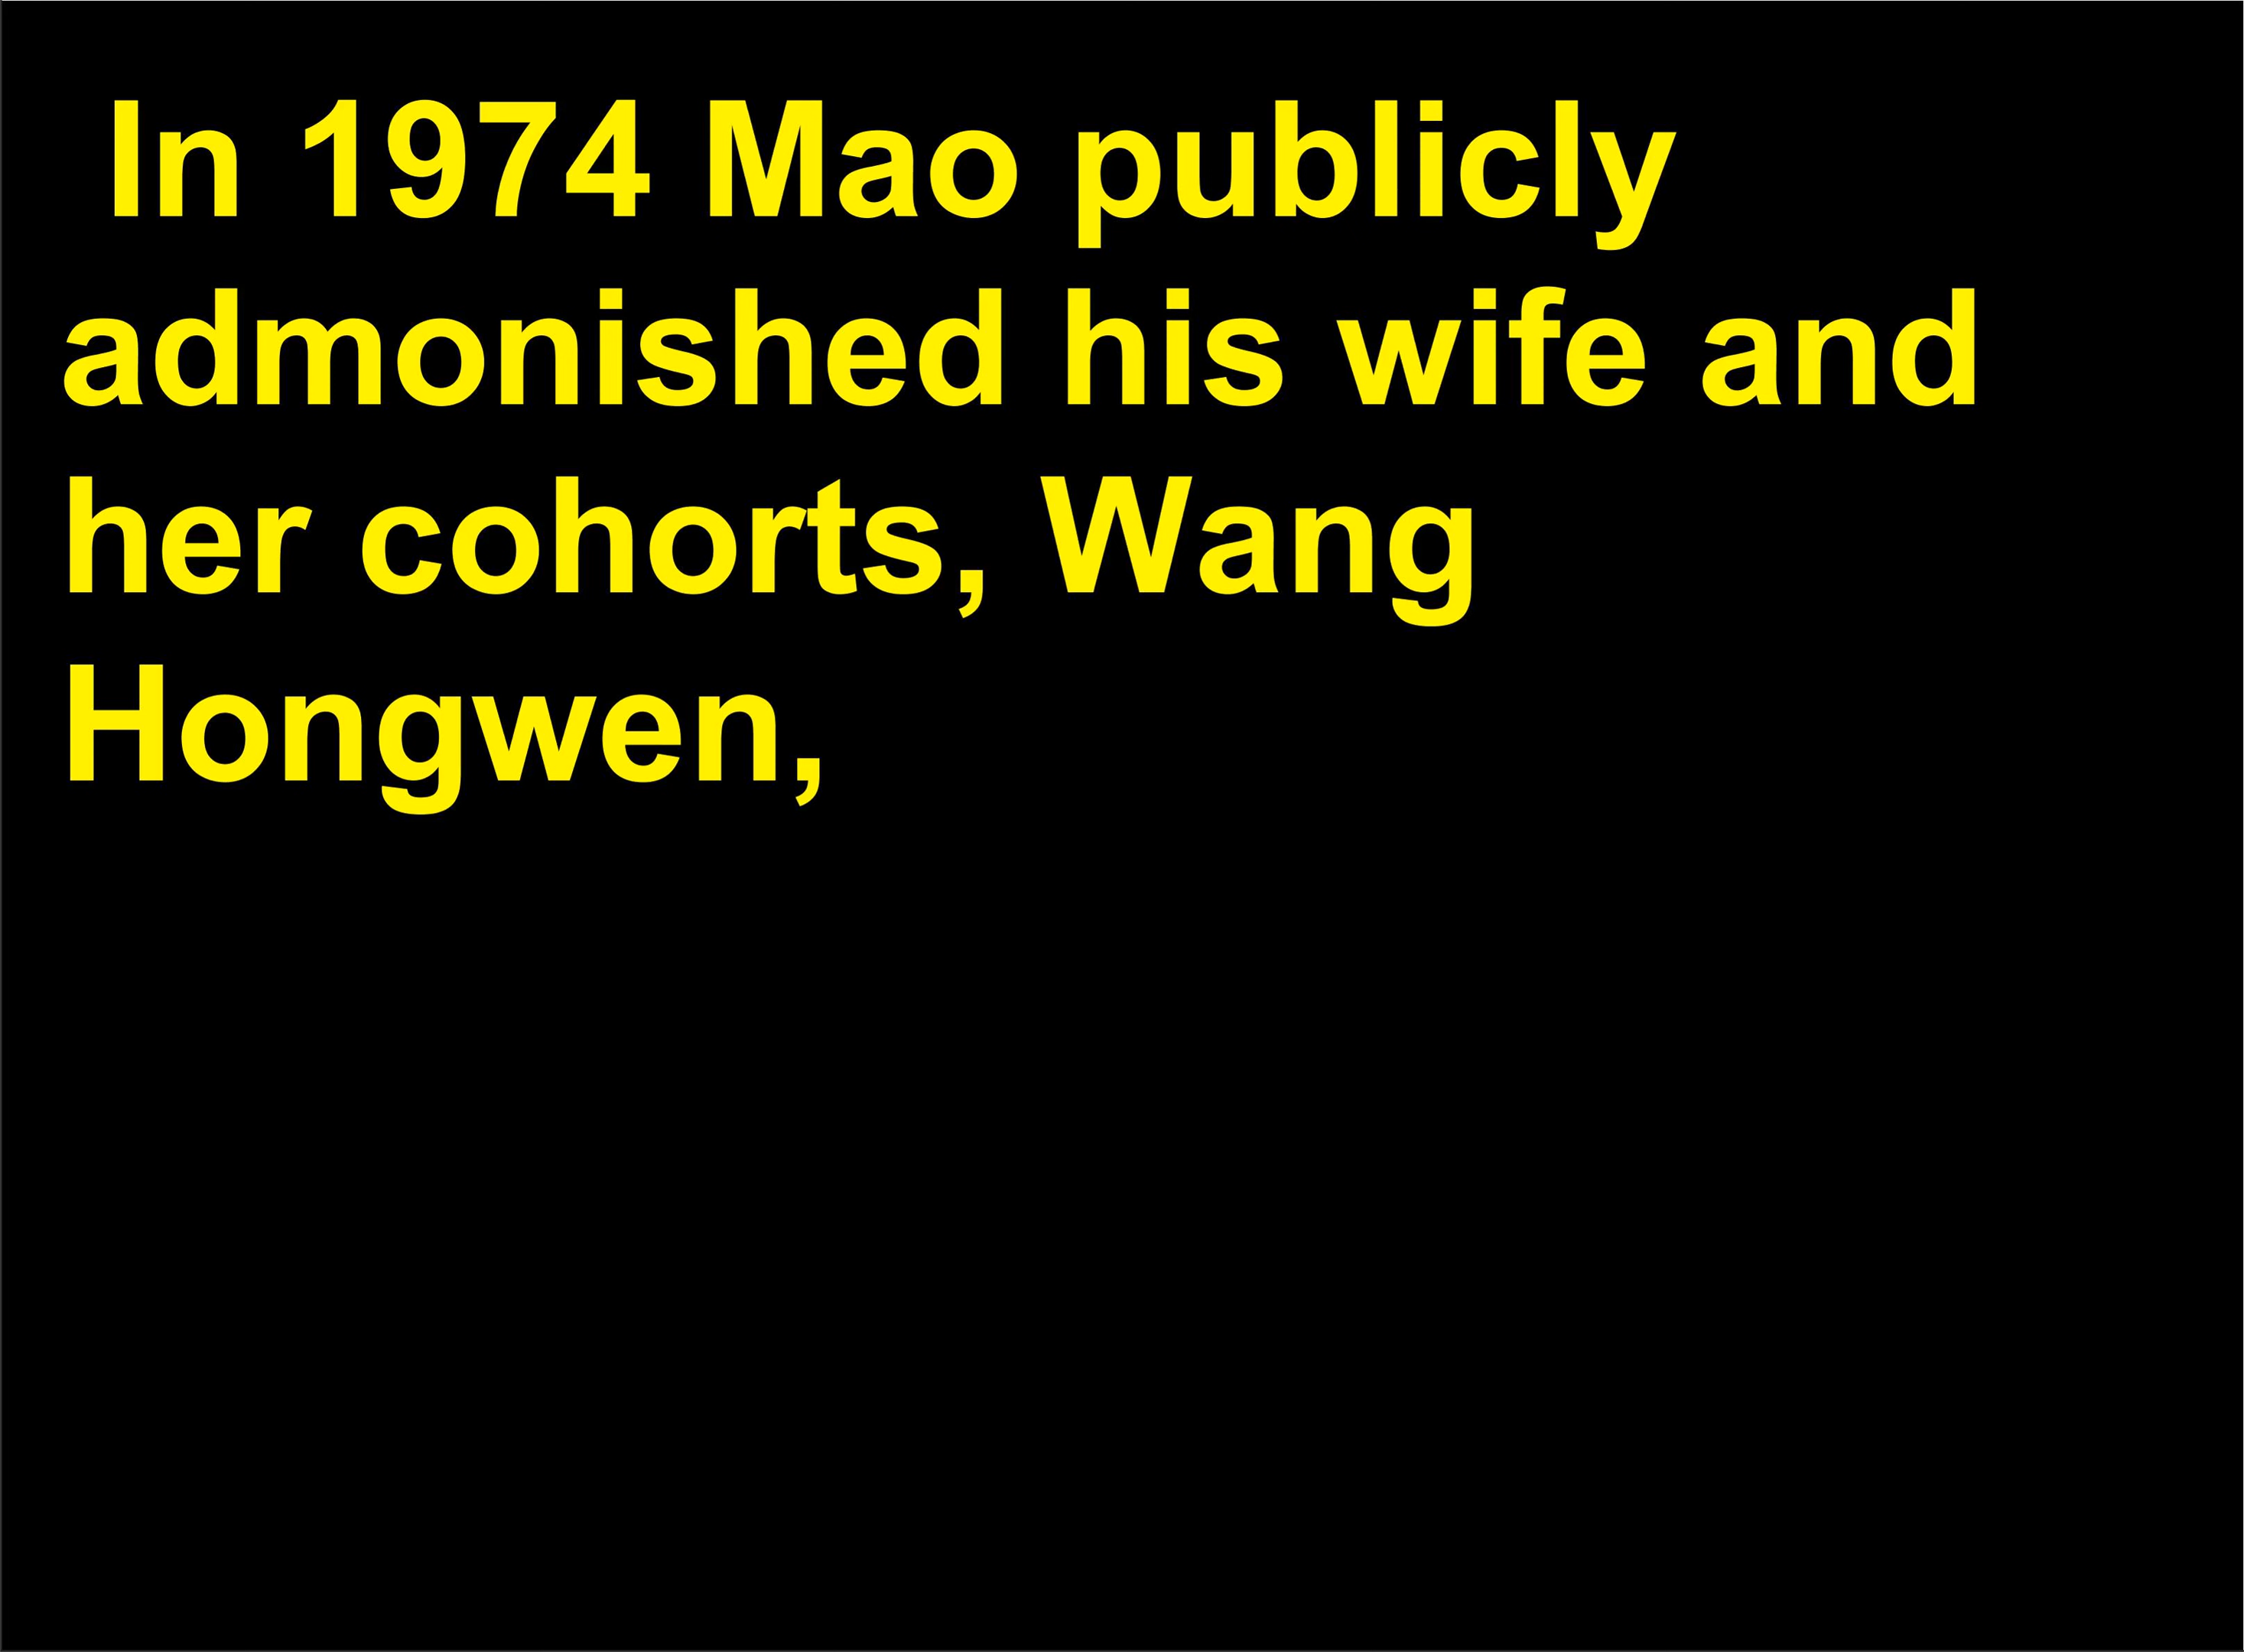 In 1974 Mao publicly
admonished his wife and
her cohorts, Wang
Hongwen,